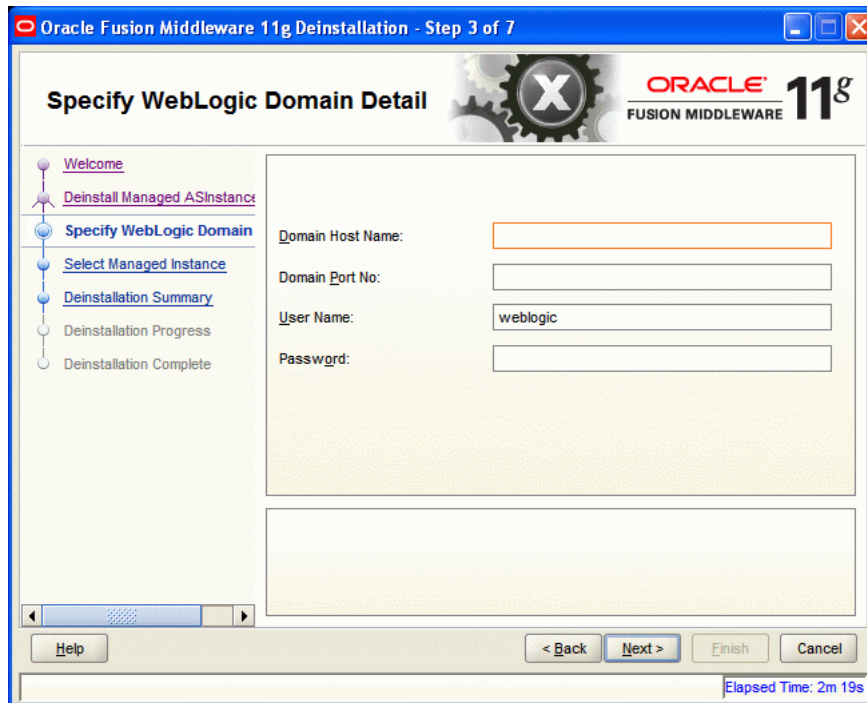 Oracle Fusion Middleware 11g Deinstallation - Step 3 of 7
Specify WebLogic Domain Detail
X
ORACLE
FUSION MIDDLEWARE
11g
Welcome
Deinstall Managed ASInstance
Specify WebLogic Domain
Select Managed Instance
Deinstallation Summary
Deinstallation Progress
Deinstallation Complete
Domain Host Name:
Domain Port No:
User Name: weblogic
Password:
Help < Back Next > Finish Cancel
Elapsed Time: 2m 19s